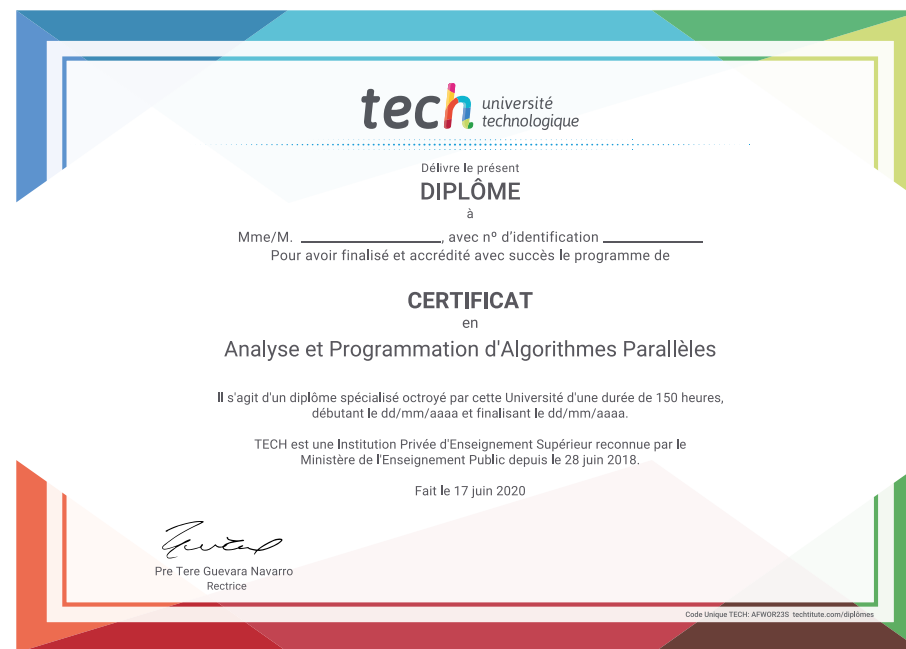 tech université
technologique
Délivre le présent
DIPLÔME
à
Mme/M. ____________________, avec nº d'identification ______________
Pour avoir finalisé et accrédité avec succès le programme de
CERTIFICAT
en
Analyse et Programmation d'Algorithmes Parallèles
Il s'agit d'un diplôme spécialisé octroyé par cette Université d'une durée de 150 heures,
débutant le dd/mm/aaaa et finalisant le dd/mm/aaaa.
TECH est une Institution Privée d'Enseignement Supérieur reconnue par le
Ministère de l'Enseignement Public depuis le 28 juin 2018.
Fait le 17 juin 2020
Pre Tere Guevara Navarro
Rectrice
Code Unique TECH: AFWOR23S techtitute.com/diplômes